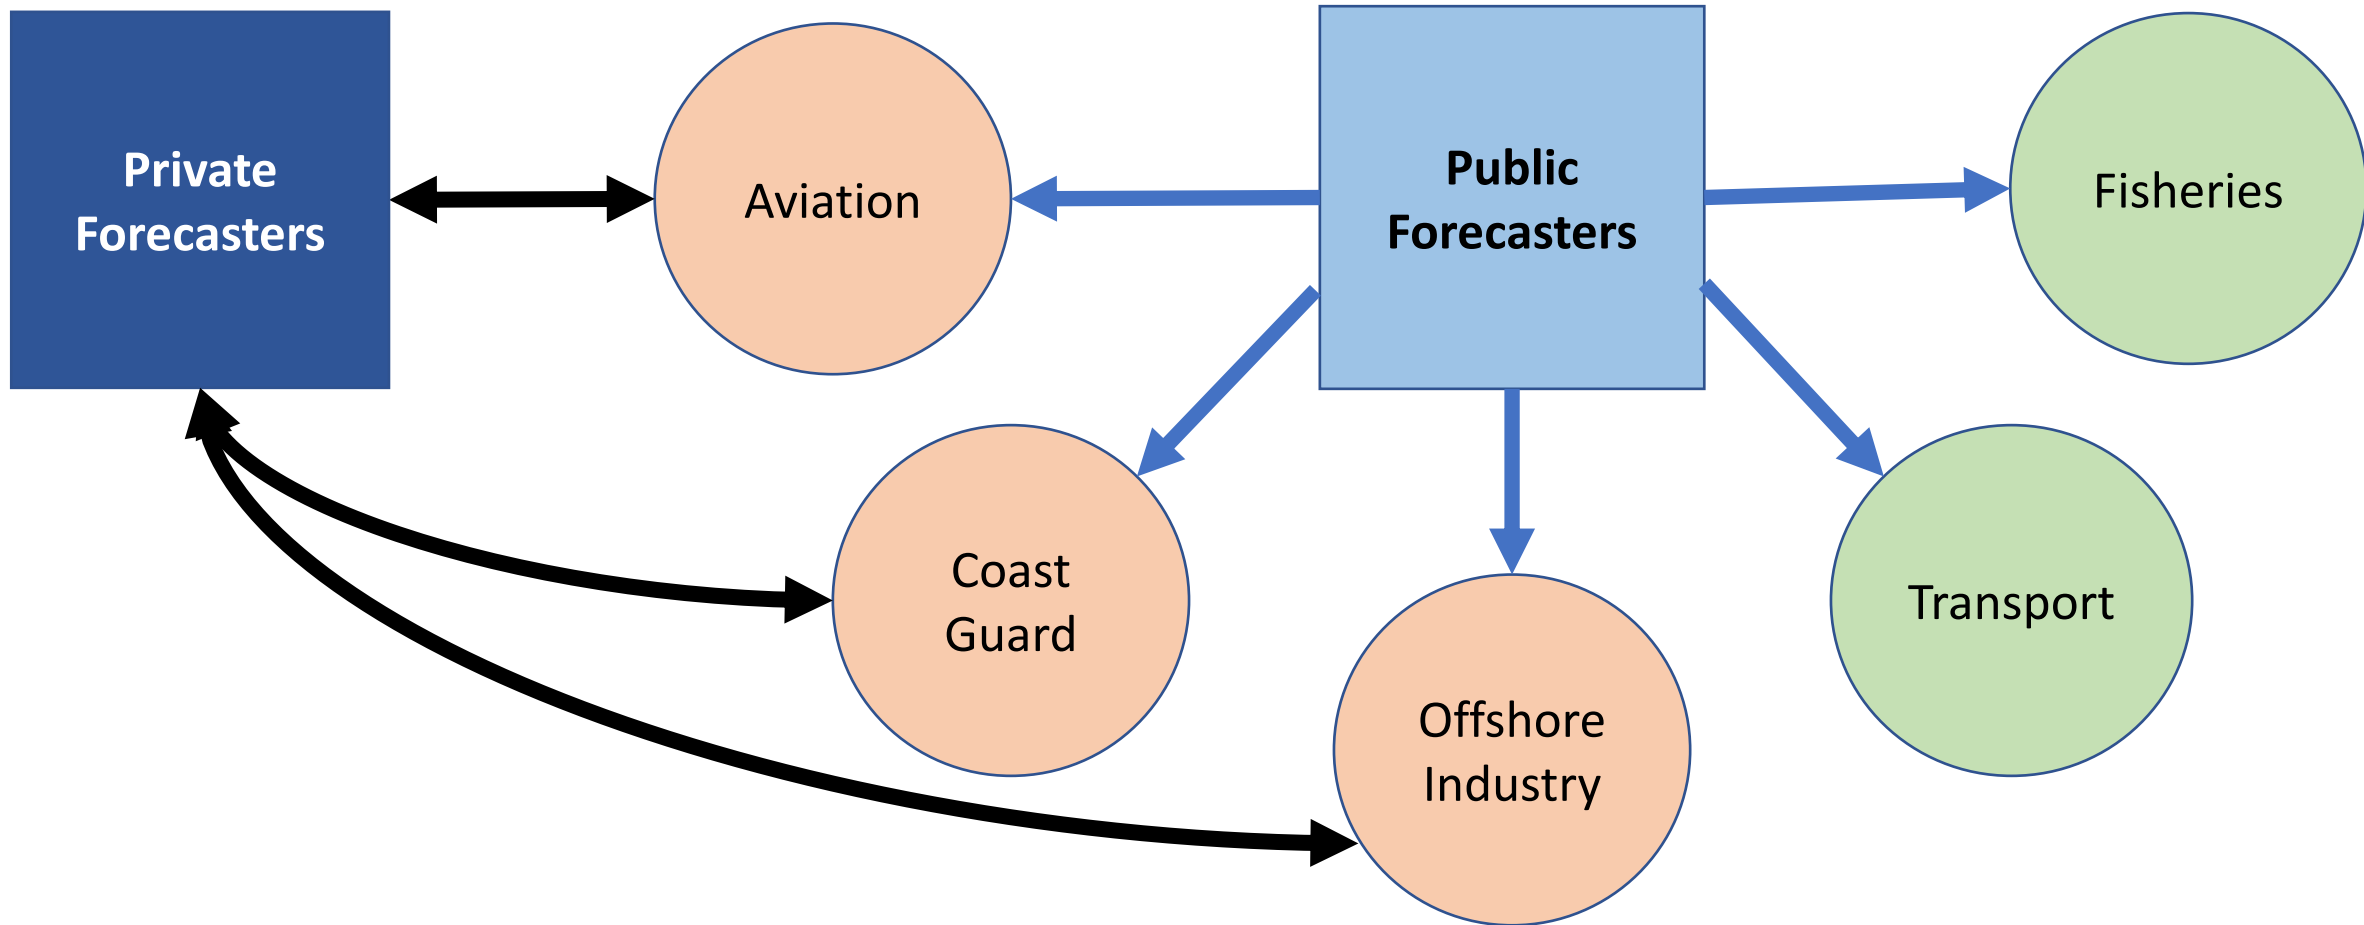 Private
Forecasters
Aviation
Public
Forecasters
Fisheries
Coast
Guard
Offshore
Industry
Transport